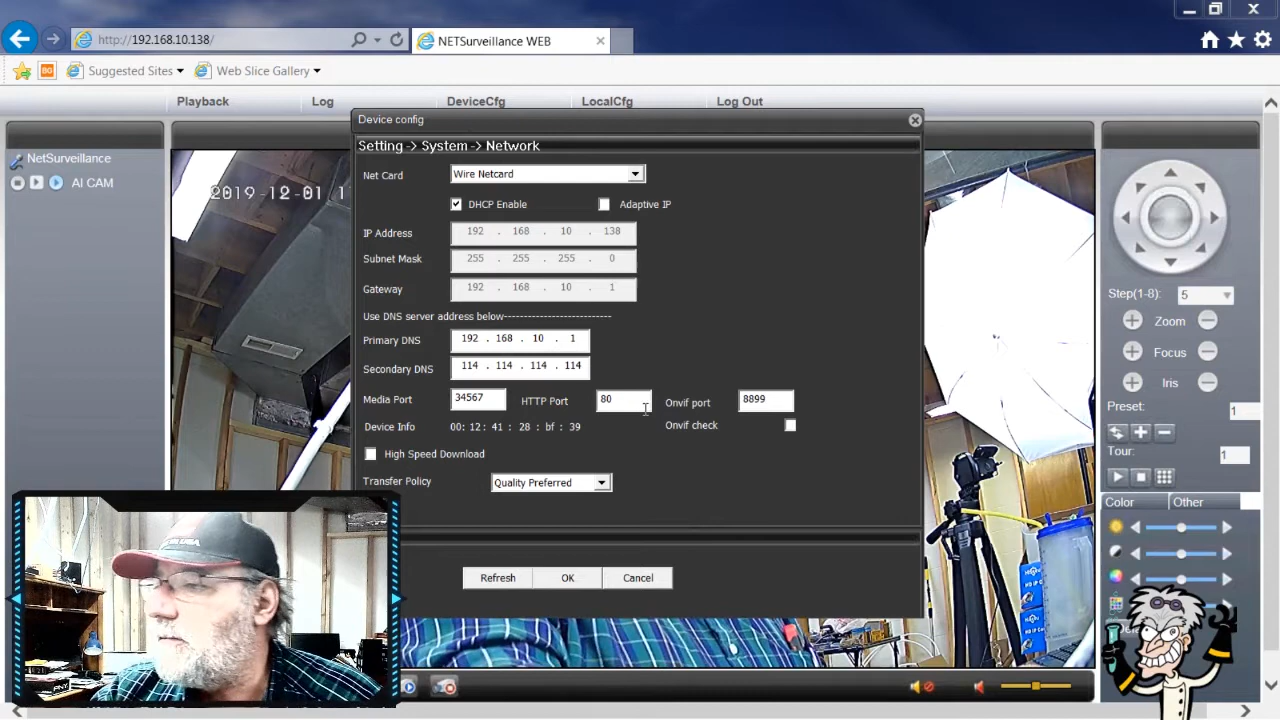 http://192.168.10.138/
NETSurveillance WEB
BO
Suggested Sites
Web Slice Gallery
Playback
Log
DeviceCfg
LocalCfg
Log Out
Device config
Setting -> System -> Network
NetSurveillance
AI CAM
2019-12-01 1
Net Card
Wire Netcard
DHCP Enable
Adaptive IP
IP Address
192 . 168 . 10 . 138
Subnet Mask
255 . 255 . 255 . 0
Gateway
192 . 168 . 10 . 1
Use DNS server address below---------------------------
Primary DNS
192 . 168 . 10 . 1
Secondary DNS
114 . 114 . 114 . 114
Media Port
34567
HTTP Port
80
Onvif port
8899
Device Info
00: 12: 41: 28 : bf : 39
Onvif check
High Speed Download
Transfer Policy
Quality Preferred
Refresh
OK
Cancel
Step(1-8):
5
Zoom
Focus
Iris
Preset:
1
Tour:
1
Color
Other